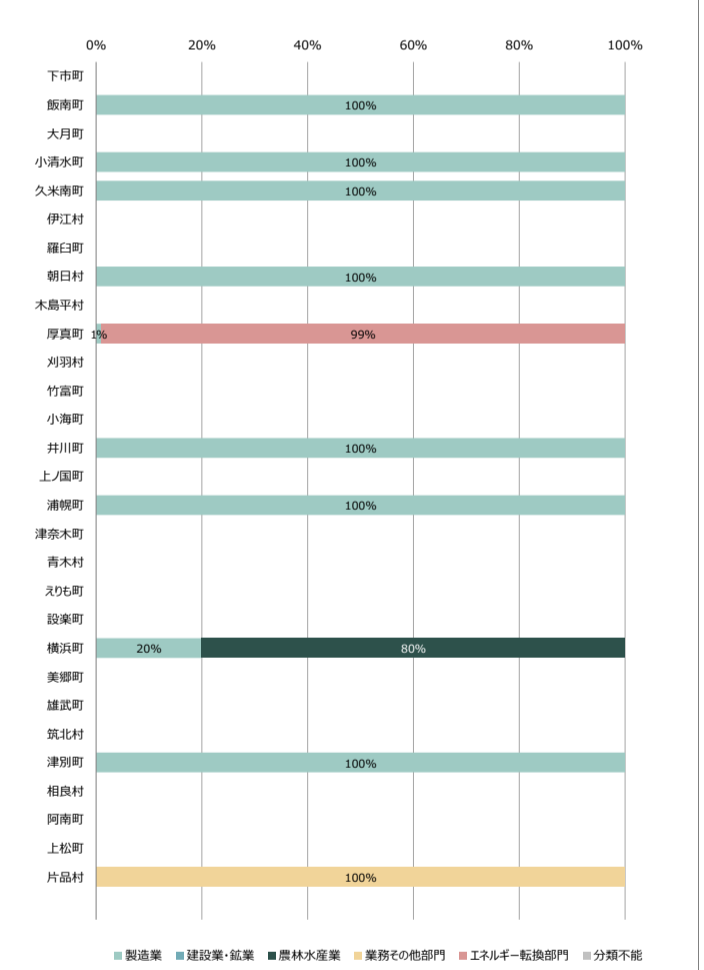 0% 20% 40% 60% 80% 100%
下市町
飯南町 100%
大月町
小清水町 100%
久米南町 100%
伊江村
羅臼町
朝日村 100%
木島平村
厚真町 1% 99%
刈羽村
竹富町
小海町
井川町 100%
上ノ国町
浦幌町 100%
津奈木町
青木村
えりも町
設楽町
横浜町 20% 80%
美郷町
雄武町
筑北村
津別町 100%
相良村
阿南町
上松町
片品村 100%
製造業 建設業・鉱業 農林水産業 業務その他部門 エネルギー転換部門 分類不能